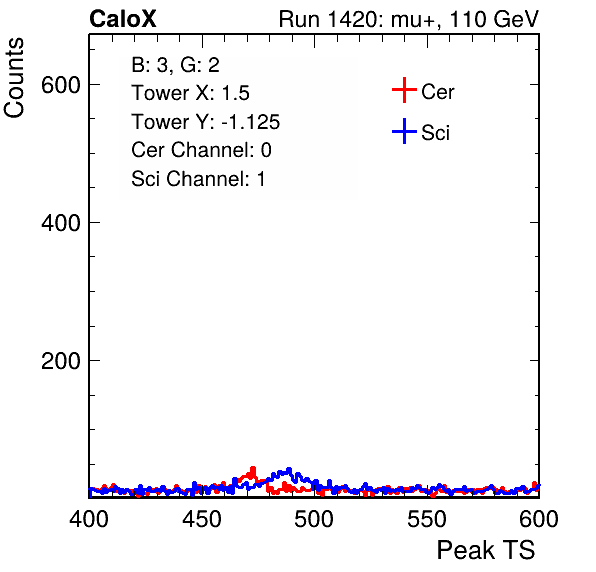 CaloX Run 1420: mu+, 110 GeV
Counts
B: 3, G: 2
Tower X: 1.5
Tower Y: -1.125
Cer Channel: 0
Sci Channel: 1
Cer
Sci
600
400
200
400 450 500 550 600
Peak TS